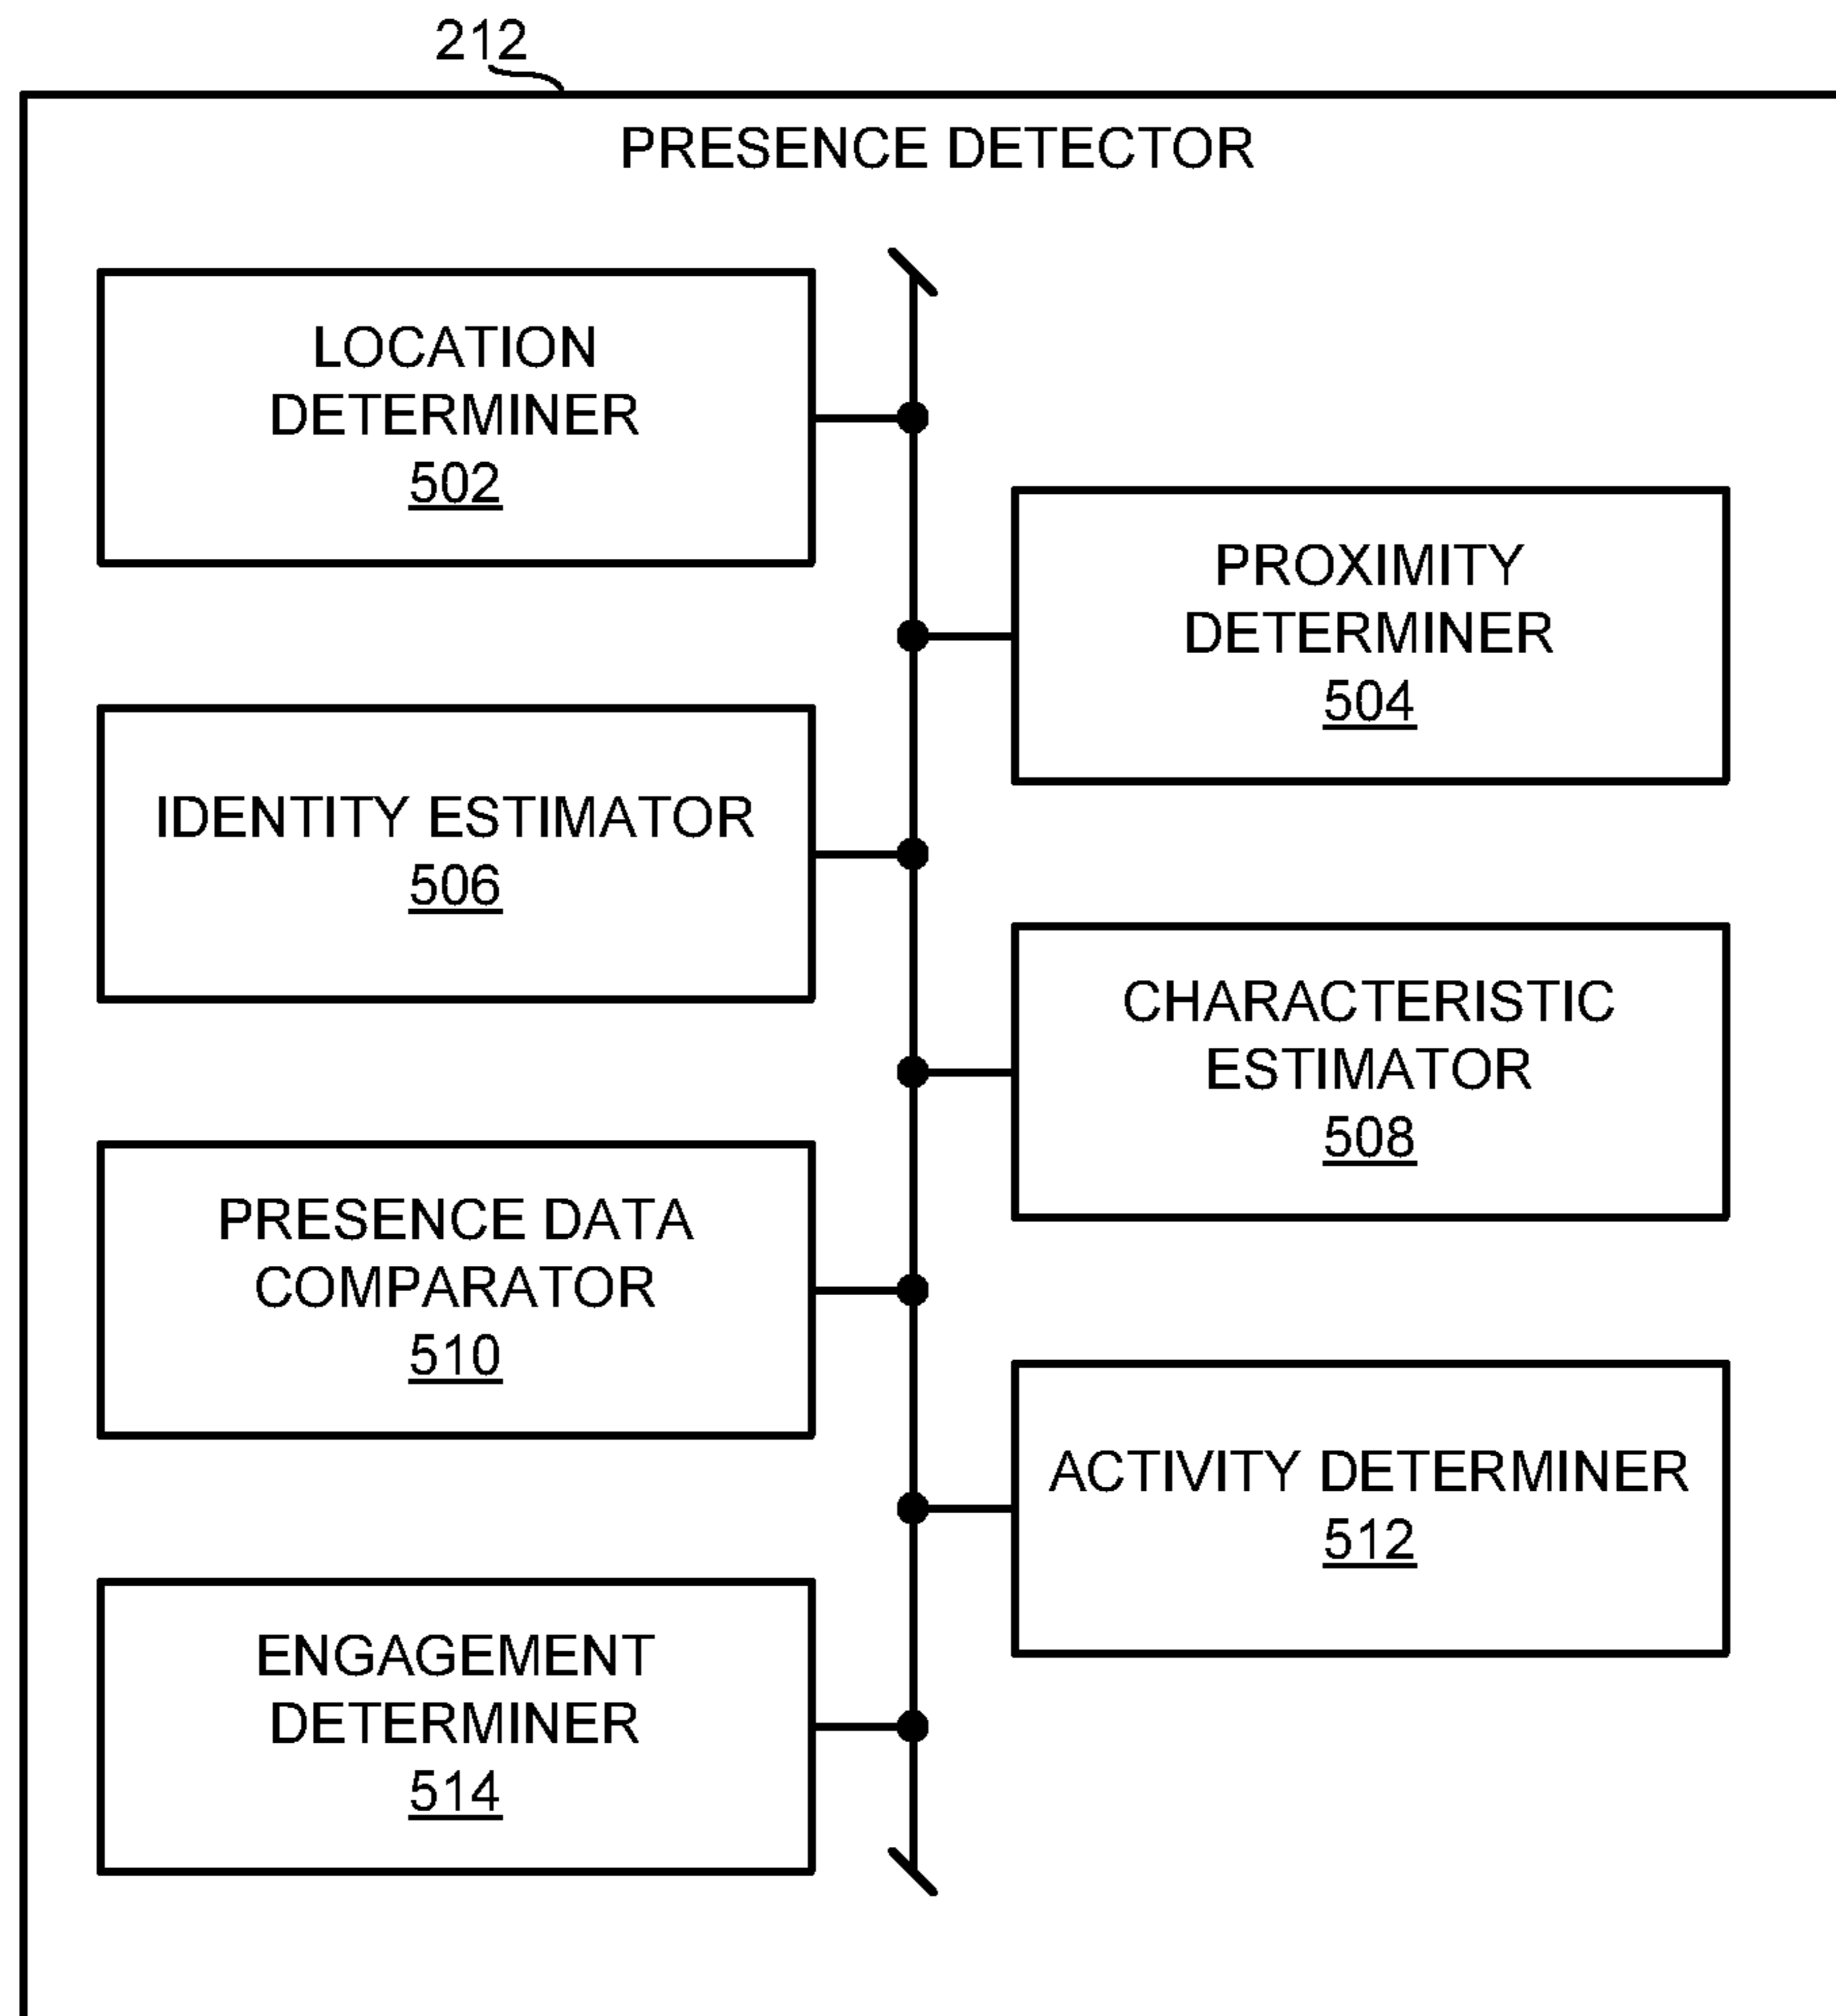 212
PRESENCE DETECTOR
LOCATION
DETERMINER
502
PROXIMITY
DETERMINER
504
IDENTITY ESTIMATOR
506
CHARACTERISTIC
ESTIMATOR
508
PRESENCE DATA
COMPARATOR
510
ACTIVITY DETERMINER
512
ENGAGEMENT
DETERMINER
514